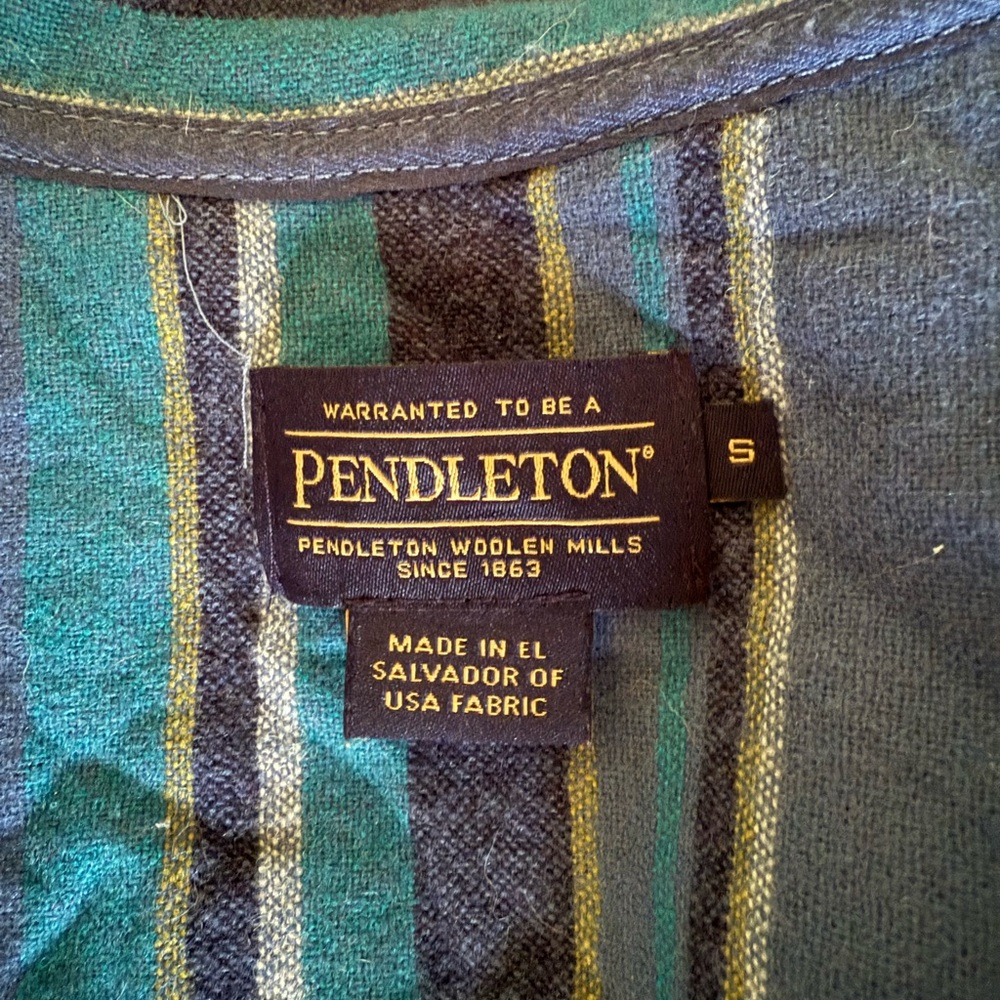 WARRANTED TO BE A
PENDLETON®
PENDLETON WOOLEN MILLS
SINCE 1863
S
MADE IN EL
SALVADOR OF
USA FABRIC